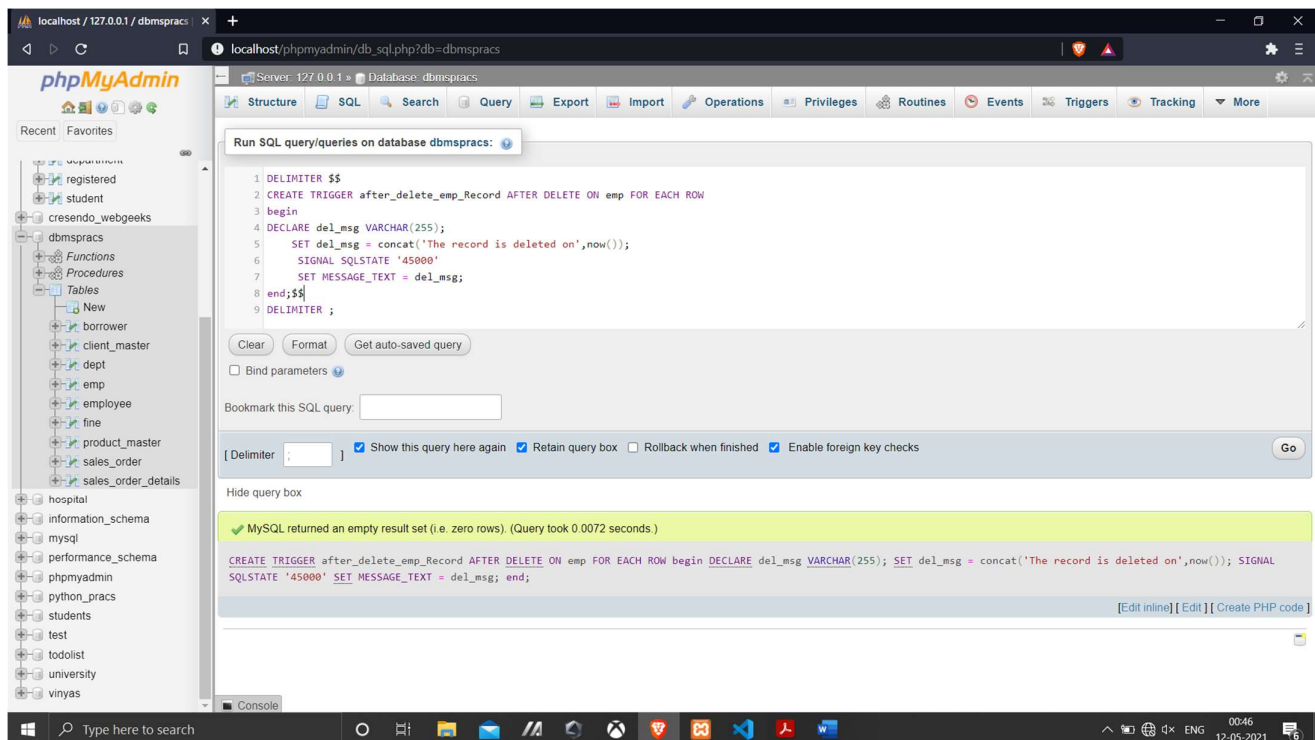 localhost / 127.0.0.1 / dbmspracs
localhost/phpmyadmin/db_sql.php?db=dbmspracs
phpMyAdmin
Recent Favorites
department
registered
student
cresendo_webgeeks
dbmspracs
Functions
Procedures
Tables
New
borrower
client_master
dept
emp
employee
fine
product_master
sales_order
sales_order_details
hospital
information_schema
mysql
performance_schema
phpmyadmin
python_pracs
students
test
todolist
university
vinyas
Server: 127.0.0.1 » Database: dbmspracs
Structure SQL Search Query Export Import Operations Privileges Routines Events Triggers Tracking More
Run SQL query/queries on database dbmspracs:
1 DELIMITER $$
2 CREATE TRIGGER after_delete_emp_Record AFTER DELETE ON emp FOR EACH ROW
3 begin
4 DECLARE del_msg VARCHAR(255);
5 SET del_msg = concat('The record is deleted on',now());
6 SIGNAL SQLSTATE '45000'
7 SET MESSAGE_TEXT = del_msg;
8 end;$$
9 DELIMITER ;
Clear Format Get auto-saved query
Bind parameters
Bookmark this SQL query:
[ Delimiter ; ] Show this query here again Retain query box Rollback when finished Enable foreign key checks Go
Hide query box
MySQL returned an empty result set (i.e. zero rows). (Query took 0.0072 seconds.)
CREATE TRIGGER after_delete_emp_Record AFTER DELETE ON emp FOR EACH ROW begin DECLARE del_msg VARCHAR(255); SET del_msg = concat('The record is deleted on',now()); SIGNAL
SQLSTATE '45000' SET MESSAGE_TEXT = del_msg; end;
[Edit inline] [ Edit ] [ Create PHP code ]
Console
Type here to search
ENG
00:46
12-05-2021
6